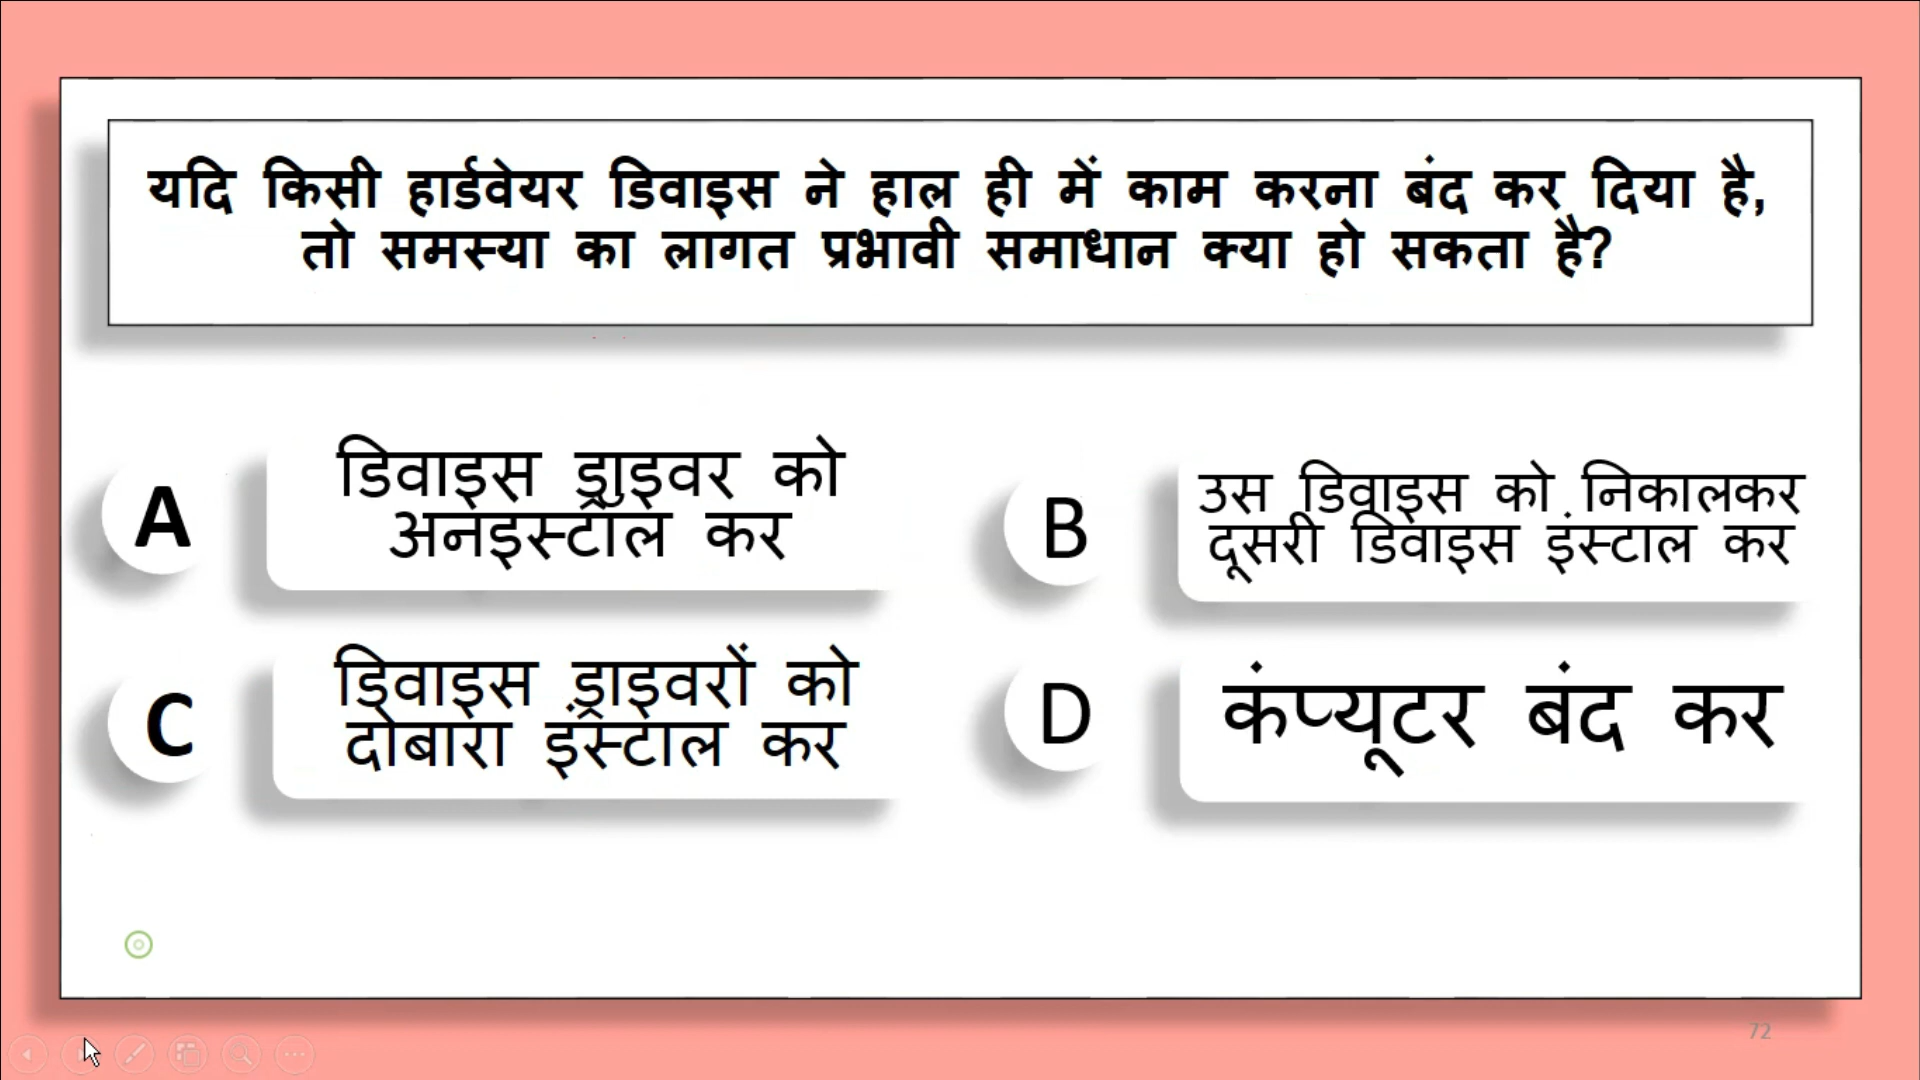 यदि किसी हार्डवेयर डिवाइस ने हाल ही में काम करना बंद कर दिया है,
तो समस्या का लागत प्रभावी समाधान क्या हो सकता है?
A
डिवाइस ड्राइवर को
अनइंस्टॉल कर
B
उस डिवाइस को निकालकर
दूसरी डिवाइस इंस्टाल कर
C
डिवाइस ड्राइवरों को
दोबारा इंस्टाल कर
D
कंप्यूटर बंद कर
72